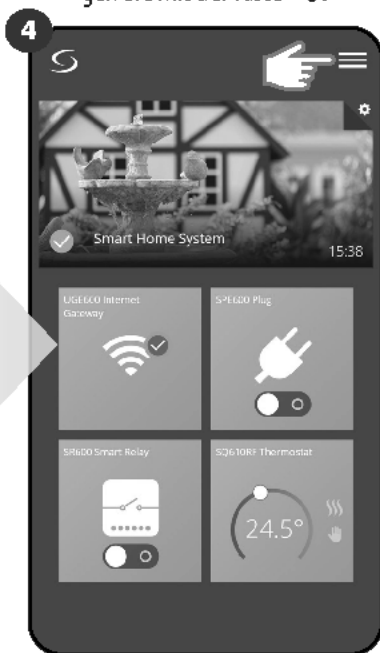 4
Smart Home System
15:38
UGE600 Internet
Gateway
SPE600 Plug
SR600 Smart Relay
SQ610RF Thermostat
24.5°